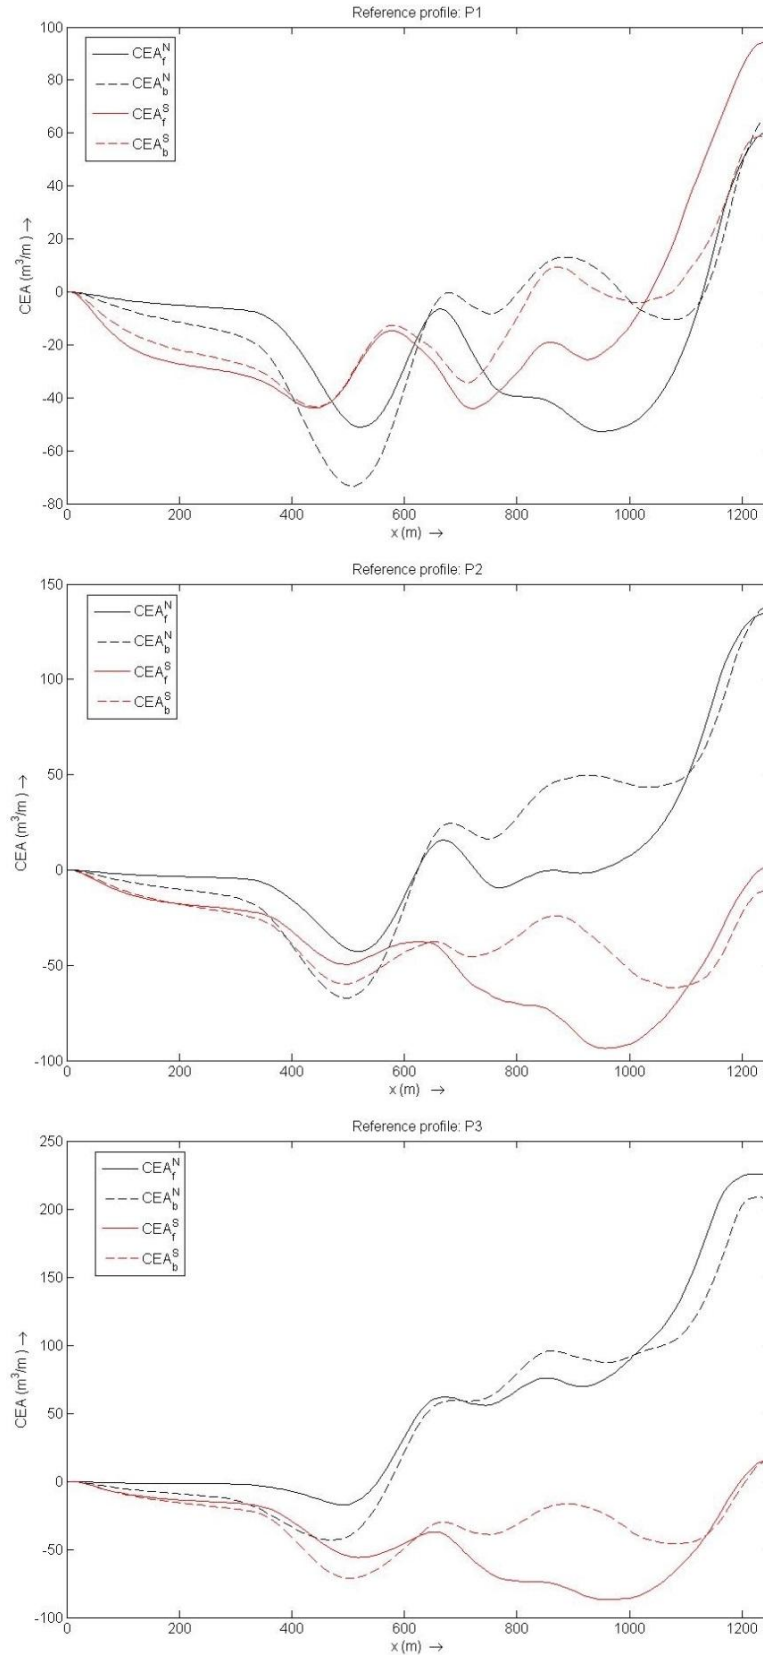 Reference profile: P1
100
80
60
40
20
0
-20
-40
-60
-80
CEA (m³/m) →
CEA_f^N
CEA_b^N
CEA_f^S
CEA_b^S
0 200 400 600 800 1000 1200
x (m) →
Reference profile: P2
150
100
50
0
-50
-100
CEA (m³/m) →
CEA_f^N
CEA_b^N
CEA_f^S
CEA_b^S
0 200 400 600 800 1000 1200
x (m) →
Reference profile: P3
250
200
150
100
50
0
-50
-100
CEA (m³/m) →
CEA_f^N
CEA_b^N
CEA_f^S
CEA_b^S
0 200 400 600 800 1000 1200
x (m) →